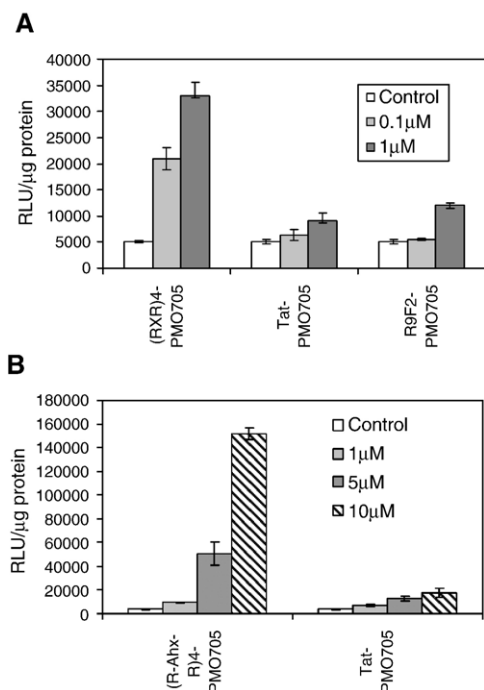 A
RLU/µg protein
40000
35000
30000
25000
20000
15000
10000
5000
0
Control
0.1µM
1µM
(RXR)4-
PMO705
Tat-
PMO705
R9F2-
PMO705
B
RLU/µg protein
180000
160000
140000
120000
100000
80000
60000
40000
20000
0
Control
1µM
5µM
10µM
(R-Ahx-
R)4-
PMO705
Tat-
PMO705